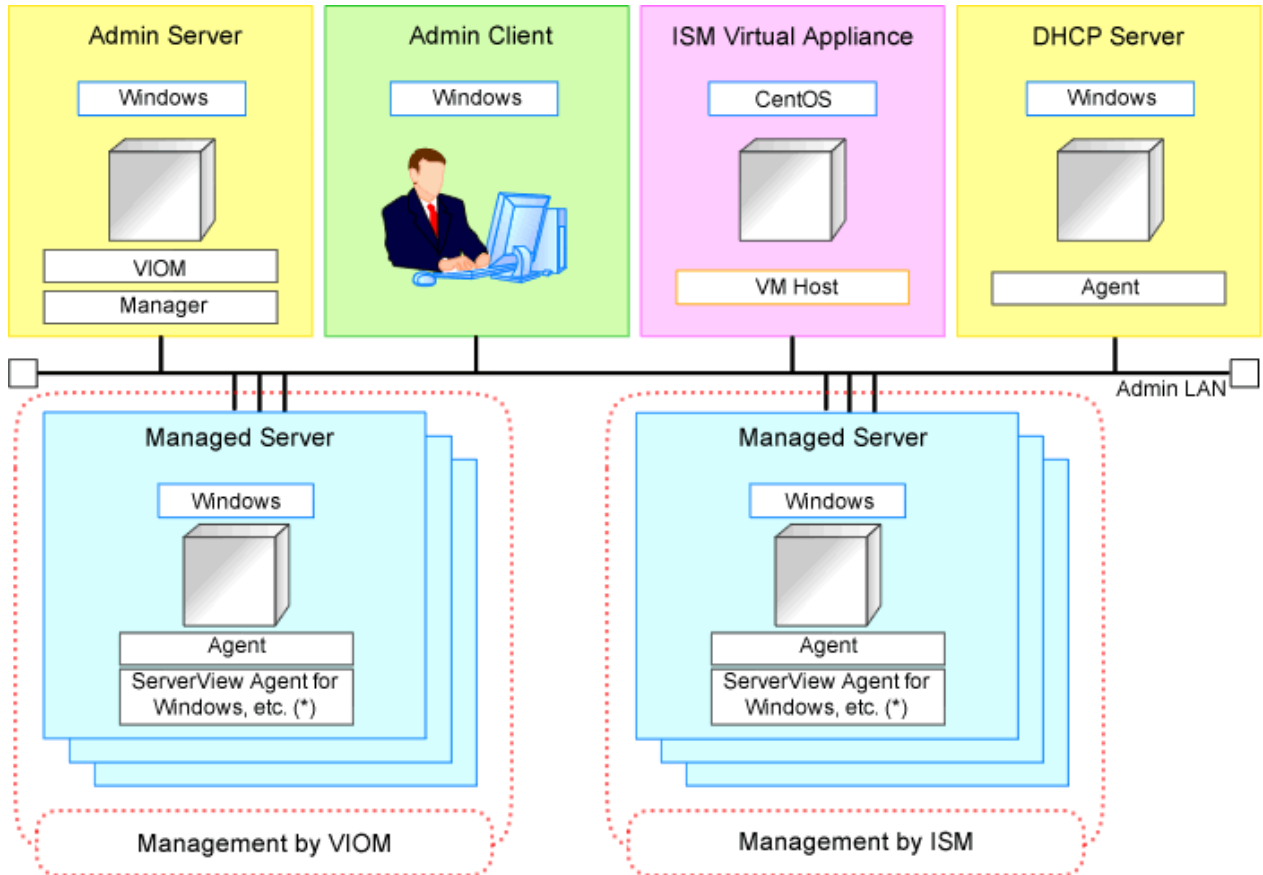 Admin Server
Windows
VIOM
Manager
Admin Client
Windows
ISM Virtual Appliance
CentOS
VM Host
DHCP Server
Windows
Agent
Admin LAN
Managed Server
Windows
Agent
ServerView Agent for
Windows, etc. (*)
Management by VIOM
Managed Server
Windows
Agent
ServerView Agent for
Windows, etc. (*)
Management by ISM